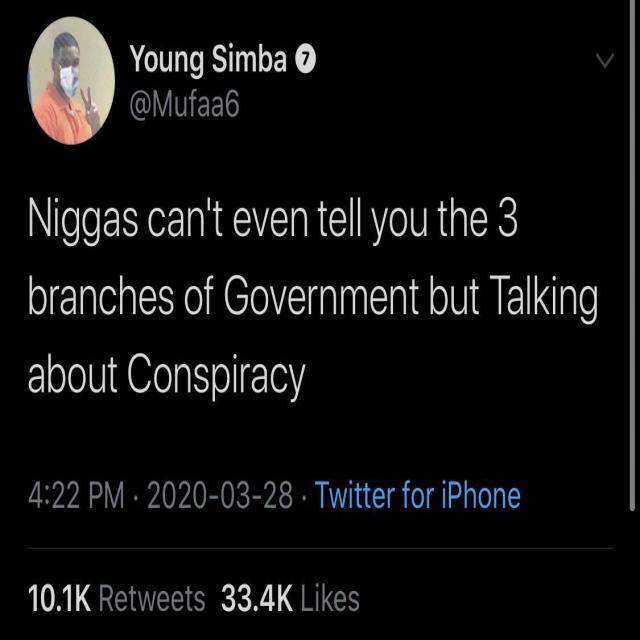 Young Simba 7
@Mufaa6
Niggas can't even tell you the 3
branches of Government but Talking
about Conspiracy
4:22 PM · 2020-03-28 · Twitter for iPhone
10.1K Retweets 33.4K Likes